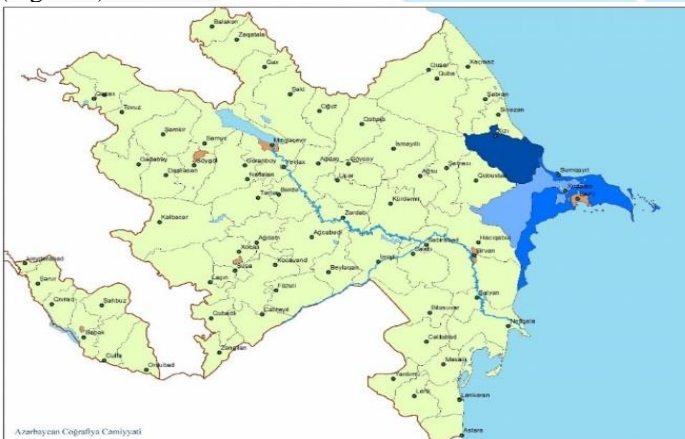 Balakən
Zaqatala
Qax
Şəki
Oğuz
Qəbələ
İsmayıllı
Qusar
Xaçmaz
Quba
Şabran
Siyəzən
Xızı
Sumqayıt
Xırdalan
Bakı
Qazax
Tovuz
Şəmkir
Samux
Gədəbəy
Daşkəsən
Göygöl
Goranboy
Mingəçevir
Yevlax
Naftalan
Tərtər
Bərdə
Ağdaş
Göyçay
Ucar
Ağsu
Şamaxı
Qobustan
Kürdəmir
Zərdab
Kəlbəcər
Ağdam
Xocalı
Şuşa
Xocavənd
Ağcabədi
Beyləqan
İmişli
Saatlı
Sabirabad
Hacıqabul
Şirvan
Laçın
Füzuli
Qubadlı
Cəbrayıl
Zəngilan
Biləsuvar
Salyan
Neftçala
Cəlilabad
Masallı
Yardımlı
Lerik
Lənkəran
Astara
Şərur
Şahbuz
Babək
Culfa
Ordubad
Azərbaycan Coğrafiya Cəmiyyəti